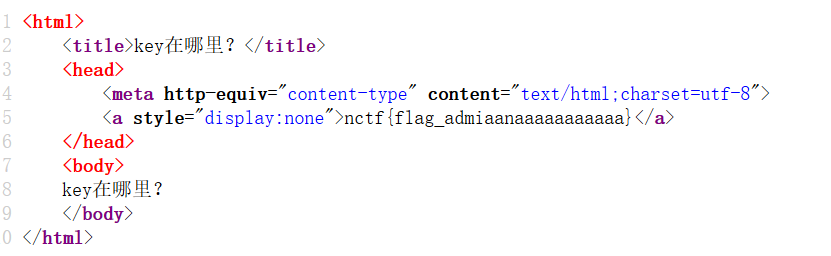 1 <html>
2 <title>key在哪里？</title>
3 <head>
4 <meta http-equiv="content-type" content="text/html;charset=utf-8">
5 <a style="display:none">nctf{flag_admiaanaaaaaaaaaaa}</a>
6 </head>
7 <body>
8 key在哪里？
9 </body>
0 </html>